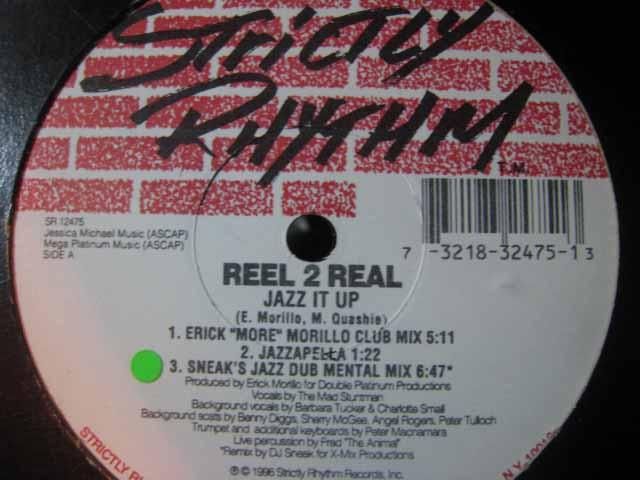 STRICTLY
RHYTHM
TM
SR 12475
Jessica Michael Music (ASCAP)
Mega Platinum Music (ASCAP)
SIDE A
7 -3218-32475-1 3
REEL 2 REAL
JAZZ IT UP
(E. Morillo, M. Quashie)
1. ERICK "MORE" MORILLO CLUB MIX 5:11
2. JAZZAPELLA 1:22
3. SNEAK'S JAZZ DUB MENTAL MIX 6:47*
Produced by Erick Morillo for Double Platinum Productions
Vocals by The Mad Stuntman
Background vocals by Barbara Tucker & Charlotte Small
Background scats by Benny Diggs, Sherry McGee, Angel Rogers, Peter Tulloch
Trumpet and additional keyboards by Peter Macnamara
Live percussion by Fred "The Animal"
*Remix by DJ Sneak for X-Mix Productions
℗ © 1996 Strictly Rhythm Records, Inc.
STRICTLY
N.Y.